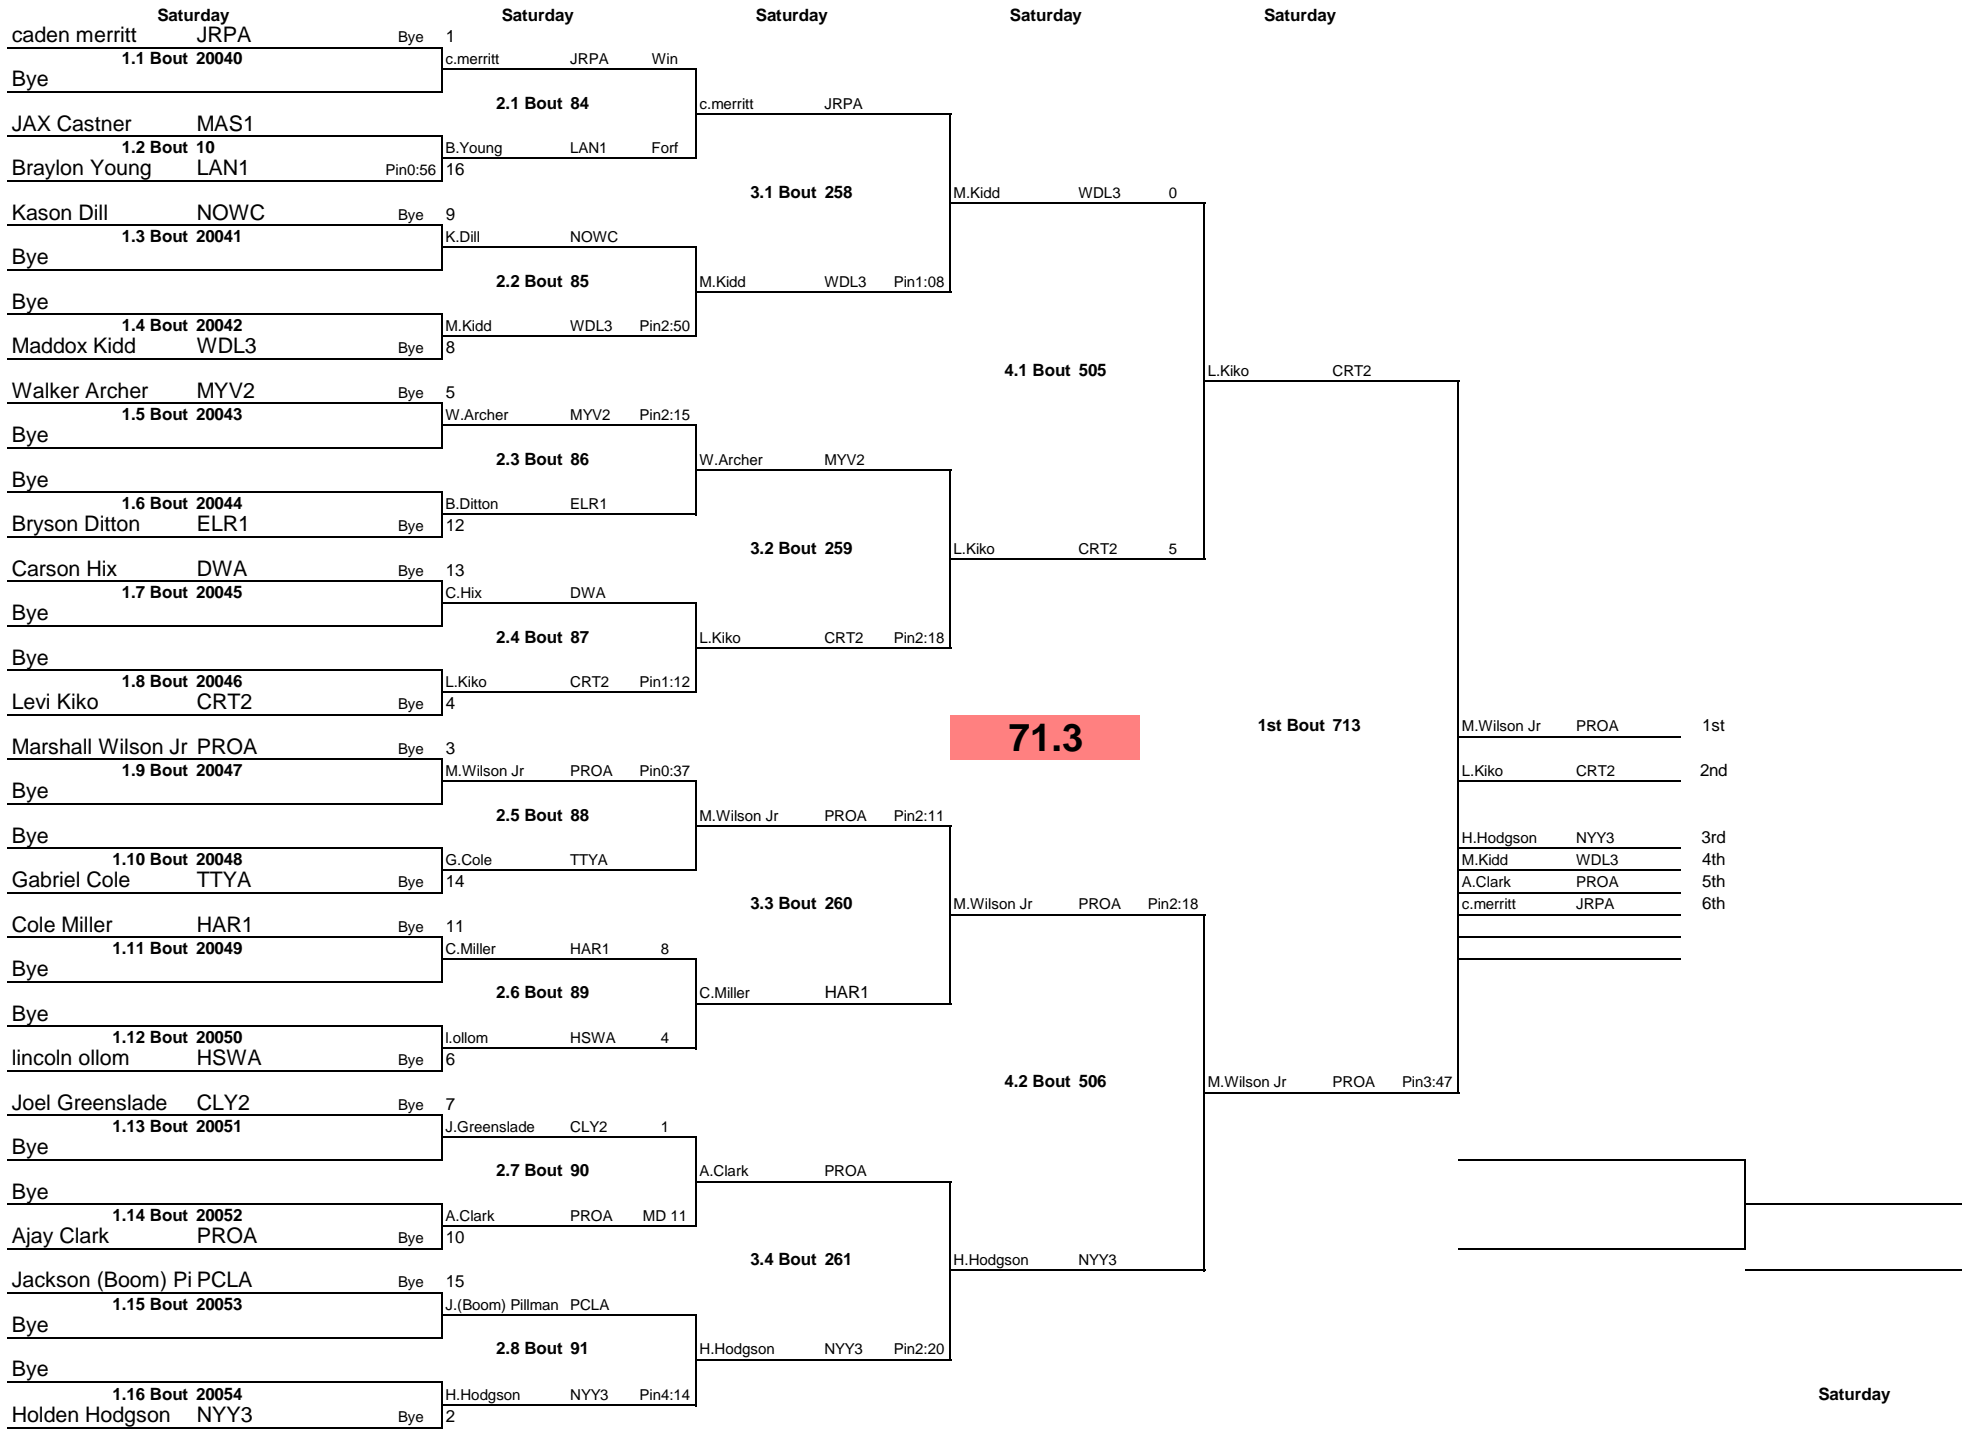 Saturday Saturday Saturday Saturday Saturday
caden merritt JRPA Bye 1
1.1 Bout 20040 c.merritt JRPA Win
Bye
2.1 Bout 84 c.merritt JRPA
JAX Castner MAS1
1.2 Bout 10 B.Young LAN1 Forf
Braylon Young LAN1 Pin0:56 16
3.1 Bout 258 M.Kidd WDL3 0
Kason Dill NOWC Bye 9
1.3 Bout 20041 K.Dill NOWC
Bye
2.2 Bout 85 M.Kidd WDL3 Pin1:08
Bye
1.4 Bout 20042 M.Kidd WDL3 Pin2:50
Maddox Kidd WDL3 Bye 8
4.1 Bout 505 L.Kiko CRT2
Walker Archer MYV2 Bye 5
1.5 Bout 20043 W.Archer MYV2 Pin2:15
Bye
2.3 Bout 86 W.Archer MYV2
Bye
1.6 Bout 20044 B.Ditton ELR1
Bryson Ditton ELR1 Bye 12
3.2 Bout 259 L.Kiko CRT2 5
Carson Hix DWA Bye 13
1.7 Bout 20045 C.Hix DWA
Bye
2.4 Bout 87 L.Kiko CRT2 Pin2:18
Bye
1.8 Bout 20046 L.Kiko CRT2 Pin1:12
Levi Kiko CRT2 Bye 4
71.3 1st Bout 713 M.Wilson Jr PROA 1st
Marshall Wilson Jr PROA Bye 3
1.9 Bout 20047 M.Wilson Jr PROA Pin0:37 L.Kiko CRT2 2nd
Bye
2.5 Bout 88 M.Wilson Jr PROA Pin2:11
Bye H.Hodgson NYY3 3rd
1.10 Bout 20048 G.Cole TTYA M.Kidd WDL3 4th
Gabriel Cole TTYA Bye 14 A.Clark PROA 5th
3.3 Bout 260 M.Wilson Jr PROA Pin2:18 c.merritt JRPA 6th
Cole Miller HAR1 Bye 11
1.11 Bout 20049 C.Miller HAR1 8
Bye
2.6 Bout 89 C.Miller HAR1
Bye
1.12 Bout 20050 l.ollom HSWA 4
lincoln ollom HSWA Bye 6
4.2 Bout 506 M.Wilson Jr PROA Pin3:47
Joel Greenslade CLY2 Bye 7
1.13 Bout 20051 J.Greenslade CLY2 1
Bye
2.7 Bout 90 A.Clark PROA
Bye
1.14 Bout 20052 A.Clark PROA MD 11
Ajay Clark PROA Bye 10
3.4 Bout 261 H.Hodgson NYY3
Jackson (Boom) Pi PCLA Bye 15
1.15 Bout 20053 J.(Boom) Pillman PCLA
Bye
2.8 Bout 91 H.Hodgson NYY3 Pin2:20
Bye
1.16 Bout 20054 H.Hodgson NYY3 Pin4:14 Saturday
Holden Hodgson NYY3 Bye 2